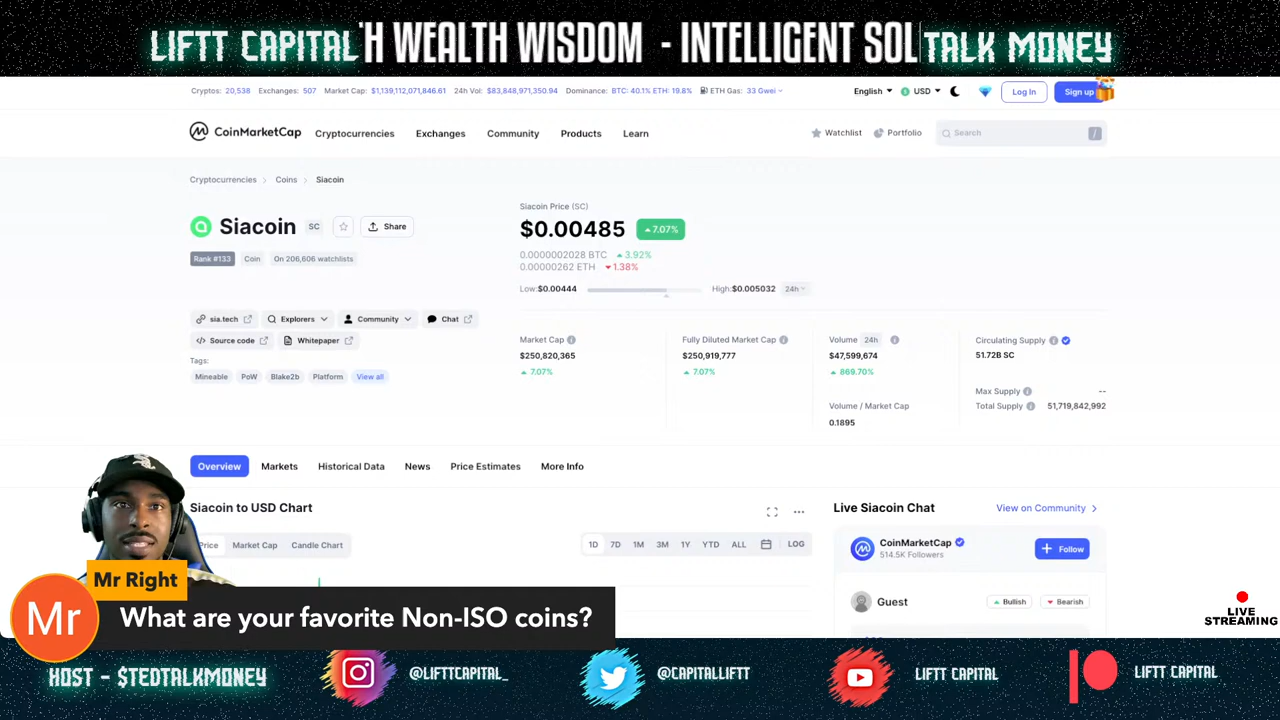 LIFTT CAPITAL
H WEALTH WISDOM - INTELLIGENT SOL
TALK MONEY
Cryptos: 20,538 Exchanges: 507 Market Cap: $1,139,112,071,846.61 24h Vol: $83,848,971,350.94 Dominance: BTC: 40.1% ETH: 19.8% ETH Gas: 33 Gwei
English USD Log In Sign up
CoinMarketCap Cryptocurrencies Exchanges Community Products Learn Watchlist Portfolio Search /
Cryptocurrencies > Coins > Siacoin
Siacoin Price (SC)
Siacoin SC Share
$0.00485 7.07%
Rank #133 Coin On 206,606 watchlists
0.0000002028 BTC 3.92%
0.00000262 ETH 1.38%
Low: $0.00444 High: $0.005032 24h
sia.tech Explorers Community Chat
Source code Whitepaper
Tags:
Mineable PoW Blake2b Platform View all
Market Cap
$250,820,365
7.07%
Fully Diluted Market Cap
$250,919,777
7.07%
Volume 24h
$47,599,674
869.70%
Volume / Market Cap
0.1895
Circulating Supply
51.72B SC
Max Supply --
Total Supply 51,719,842,992
Overview Markets Historical Data News Price Estimates More Info
Siacoin to USD Chart
Price Market Cap Candle Chart
1D 7D 1M 3M 1Y YTD ALL LOG
Live Siacoin Chat View on Community >
CoinMarketCap
514.5K Followers
+ Follow
Guest Bullish Bearish
Mr Right
Mr
What are your favorite Non-ISO coins?
LIVE
STREAMING
HOST - $TEDTALKMONEY
@LIFTTCAPITAL_
@CAPITALLIFTT
LIFTT CAPITAL
LIFTT CAPITAL